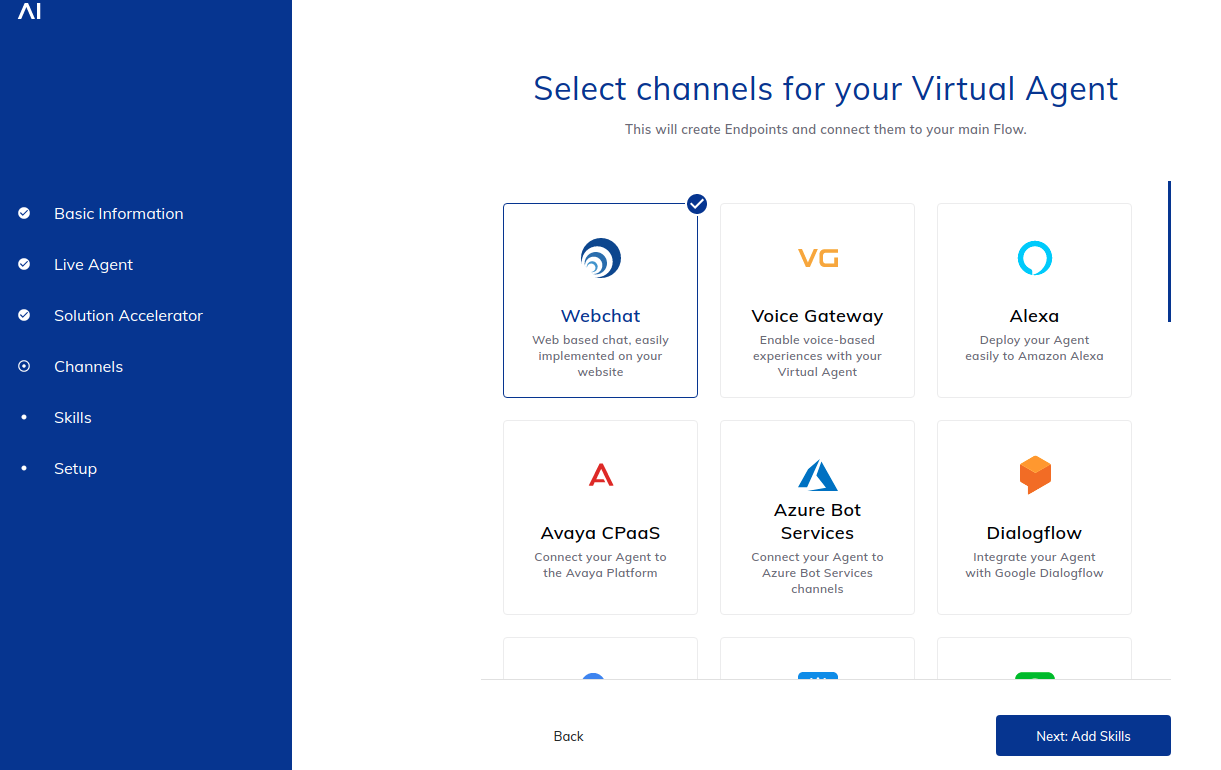 AI
Basic Information
Live Agent
Solution Accelerator
Channels
Skills
Setup
Select channels for your Virtual Agent
This will create Endpoints and connect them to your main Flow.
Webchat
Web based chat, easily
implemented on your
website
VG
Voice Gateway
Enable voice-based
experiences with your
Virtual Agent
Alexa
Deploy your Agent
easily to Amazon Alexa
Avaya CPaaS
Connect your Agent to
the Avaya Platform
Azure Bot
Services
Connect your Agent to
Azure Bot Services
channels
Dialogflow
Integrate your Agent
with Google Dialogflow
Back
Next: Add Skills